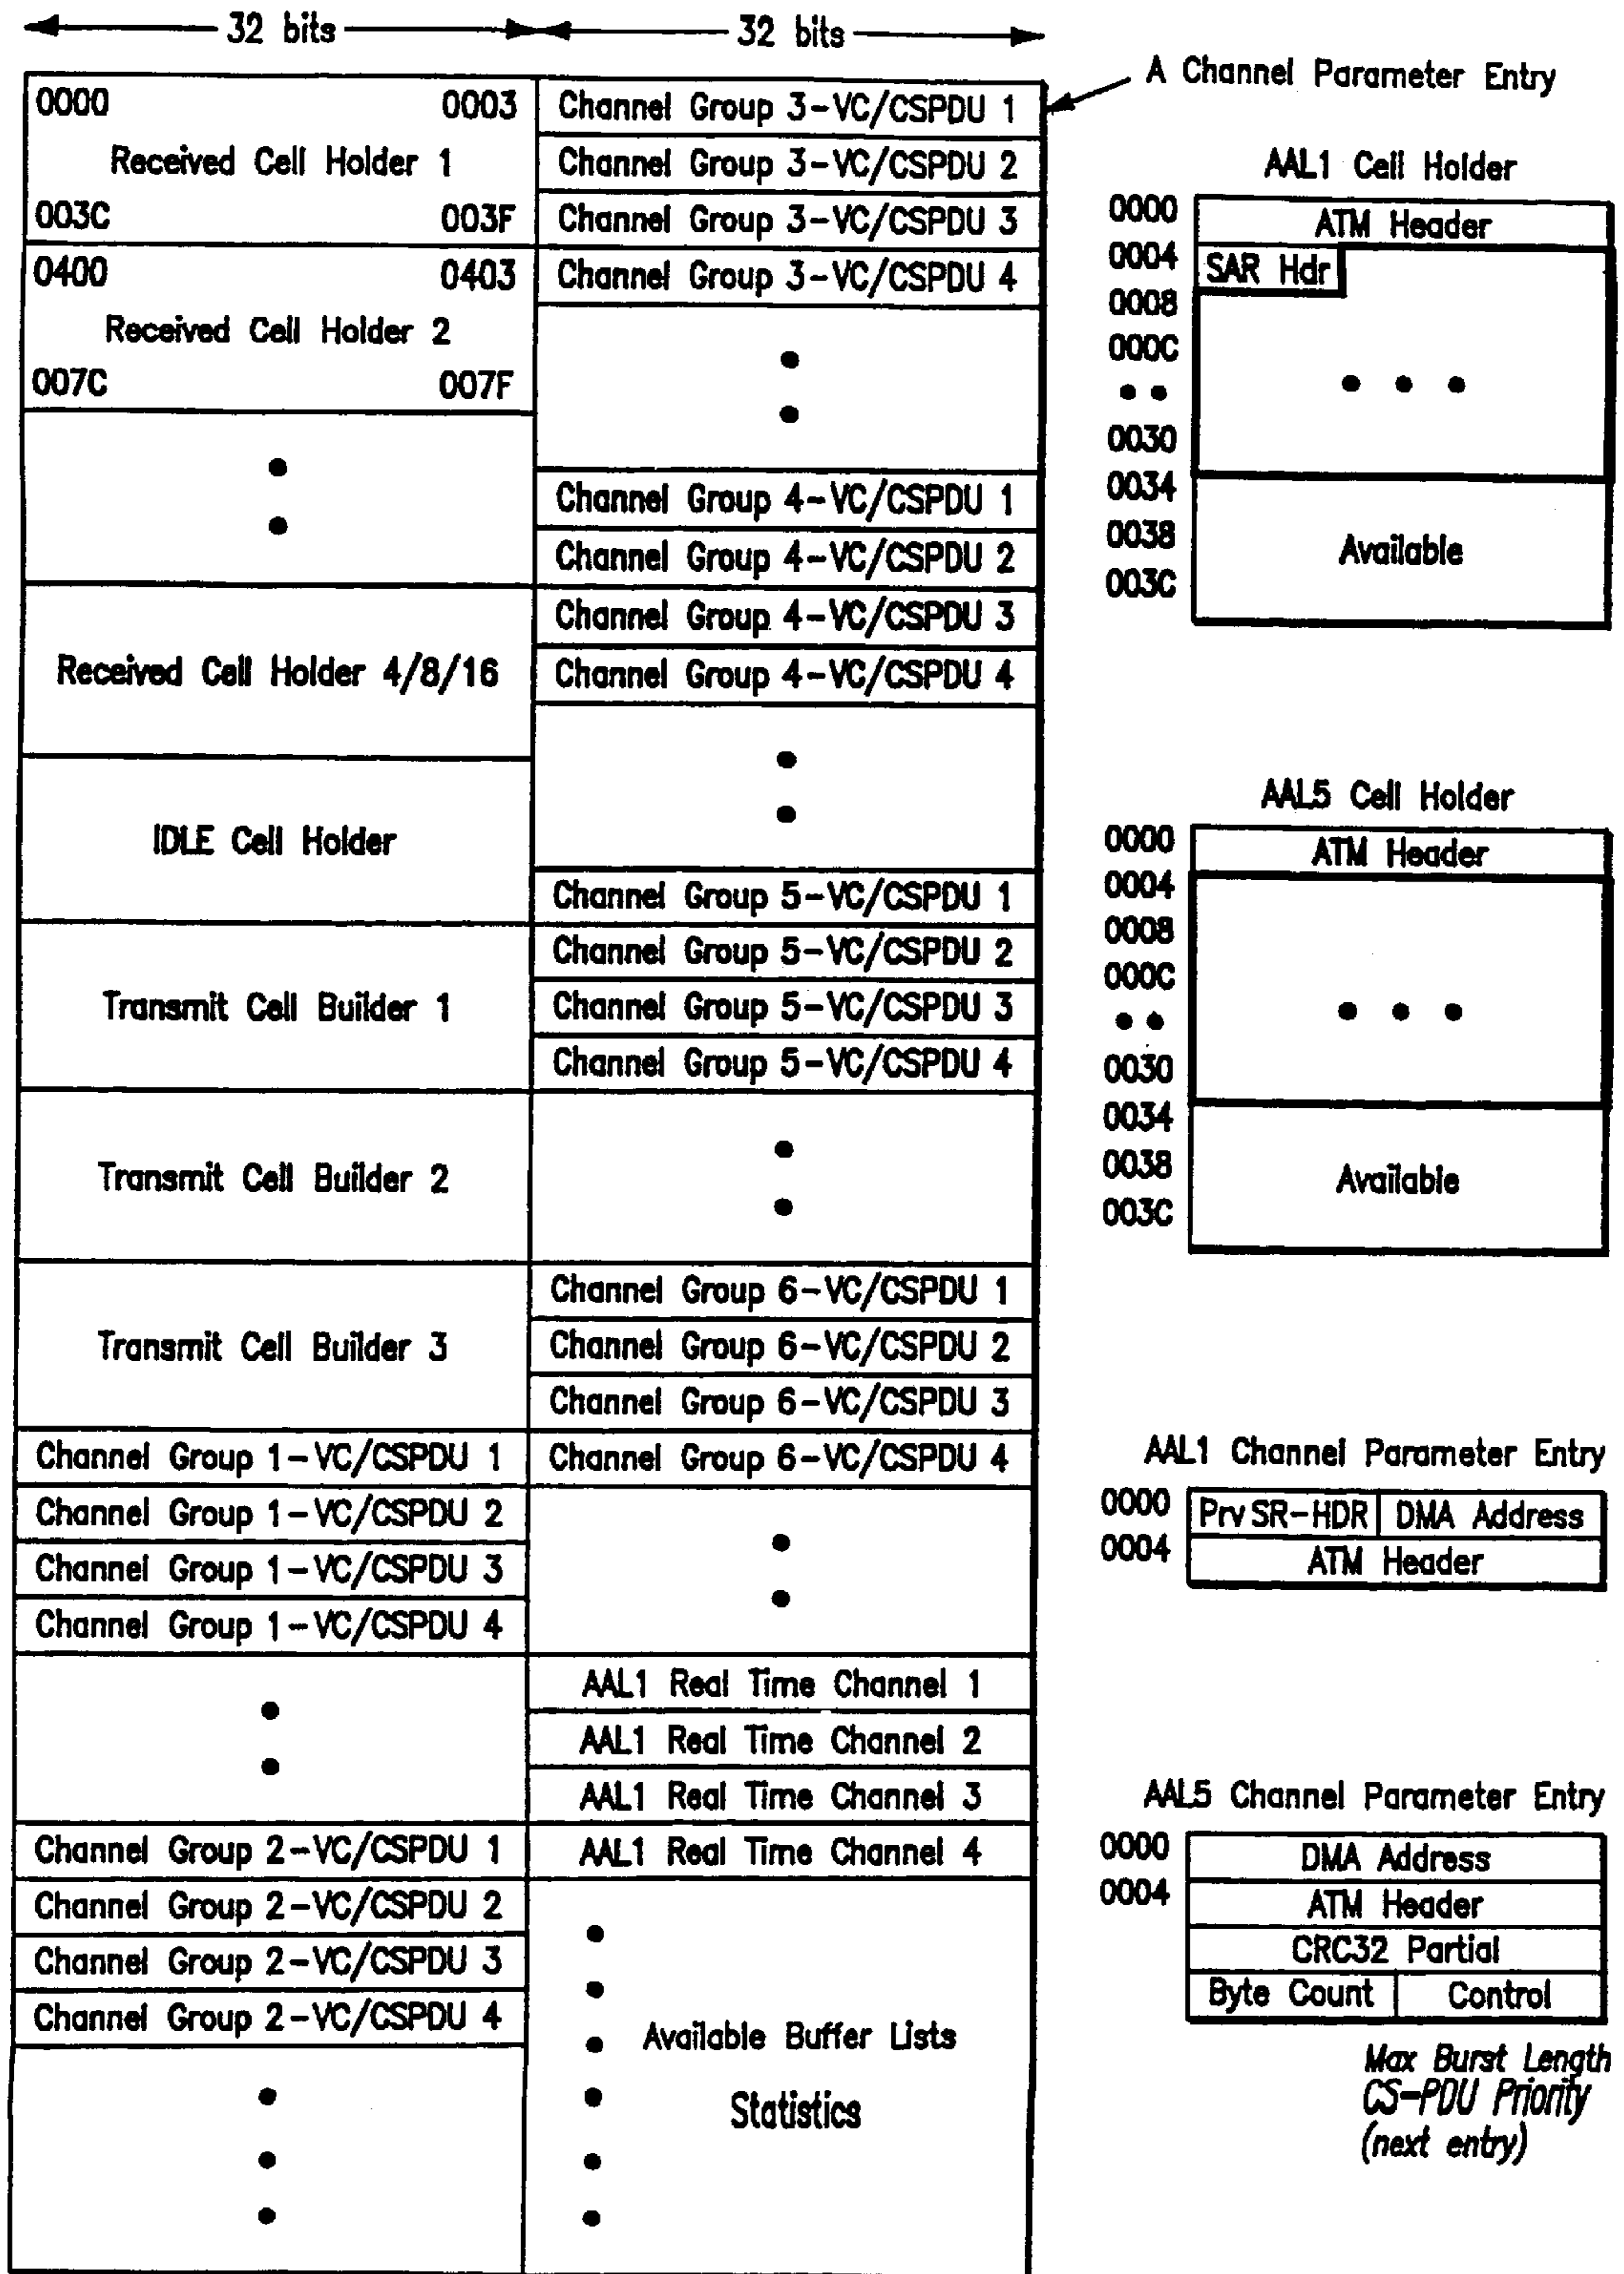 32 bits
32 bits
A Channel Parameter Entry
0000 0003
Received Cell Holder 1
003C 003F
0400 0403
Received Cell Holder 2
007C 007F
Received Cell Holder 4/8/16
IDLE Cell Holder
Transmit Cell Builder 1
Transmit Cell Builder 2
Transmit Cell Builder 3
Channel Group 1-VC/CSPDU 1
Channel Group 1-VC/CSPDU 2
Channel Group 1-VC/CSPDU 3
Channel Group 1-VC/CSPDU 4
Channel Group 2-VC/CSPDU 1
Channel Group 2-VC/CSPDU 2
Channel Group 2-VC/CSPDU 3
Channel Group 2-VC/CSPDU 4
Channel Group 3-VC/CSPDU 1
Channel Group 3-VC/CSPDU 2
Channel Group 3-VC/CSPDU 3
Channel Group 3-VC/CSPDU 4
Channel Group 4-VC/CSPDU 1
Channel Group 4-VC/CSPDU 2
Channel Group 4-VC/CSPDU 3
Channel Group 4-VC/CSPDU 4
Channel Group 5-VC/CSPDU 1
Channel Group 5-VC/CSPDU 2
Channel Group 5-VC/CSPDU 3
Channel Group 5-VC/CSPDU 4
Channel Group 6-VC/CSPDU 1
Channel Group 6-VC/CSPDU 2
Channel Group 6-VC/CSPDU 3
Channel Group 6-VC/CSPDU 4
AAL1 Real Time Channel 1
AAL1 Real Time Channel 2
AAL1 Real Time Channel 3
AAL1 Real Time Channel 4
Available Buffer Lists
Statistics
AAL1 Cell Holder
0000 ATM Header
0004 SAR Hdr
0008
000C
0030
0034
0038 Available
003C
AAL5 Cell Holder
0000 ATM Header
0004
0008
000C
0030
0034
0038 Available
003C
AAL1 Channel Parameter Entry
0000 Prv SR-HDR DMA Address
0004 ATM Header
AAL5 Channel Parameter Entry
0000 DMA Address
0004 ATM Header
CRC32 Partial
Byte Count Control
Max Burst Length
CS-PDU Priority
(next entry)